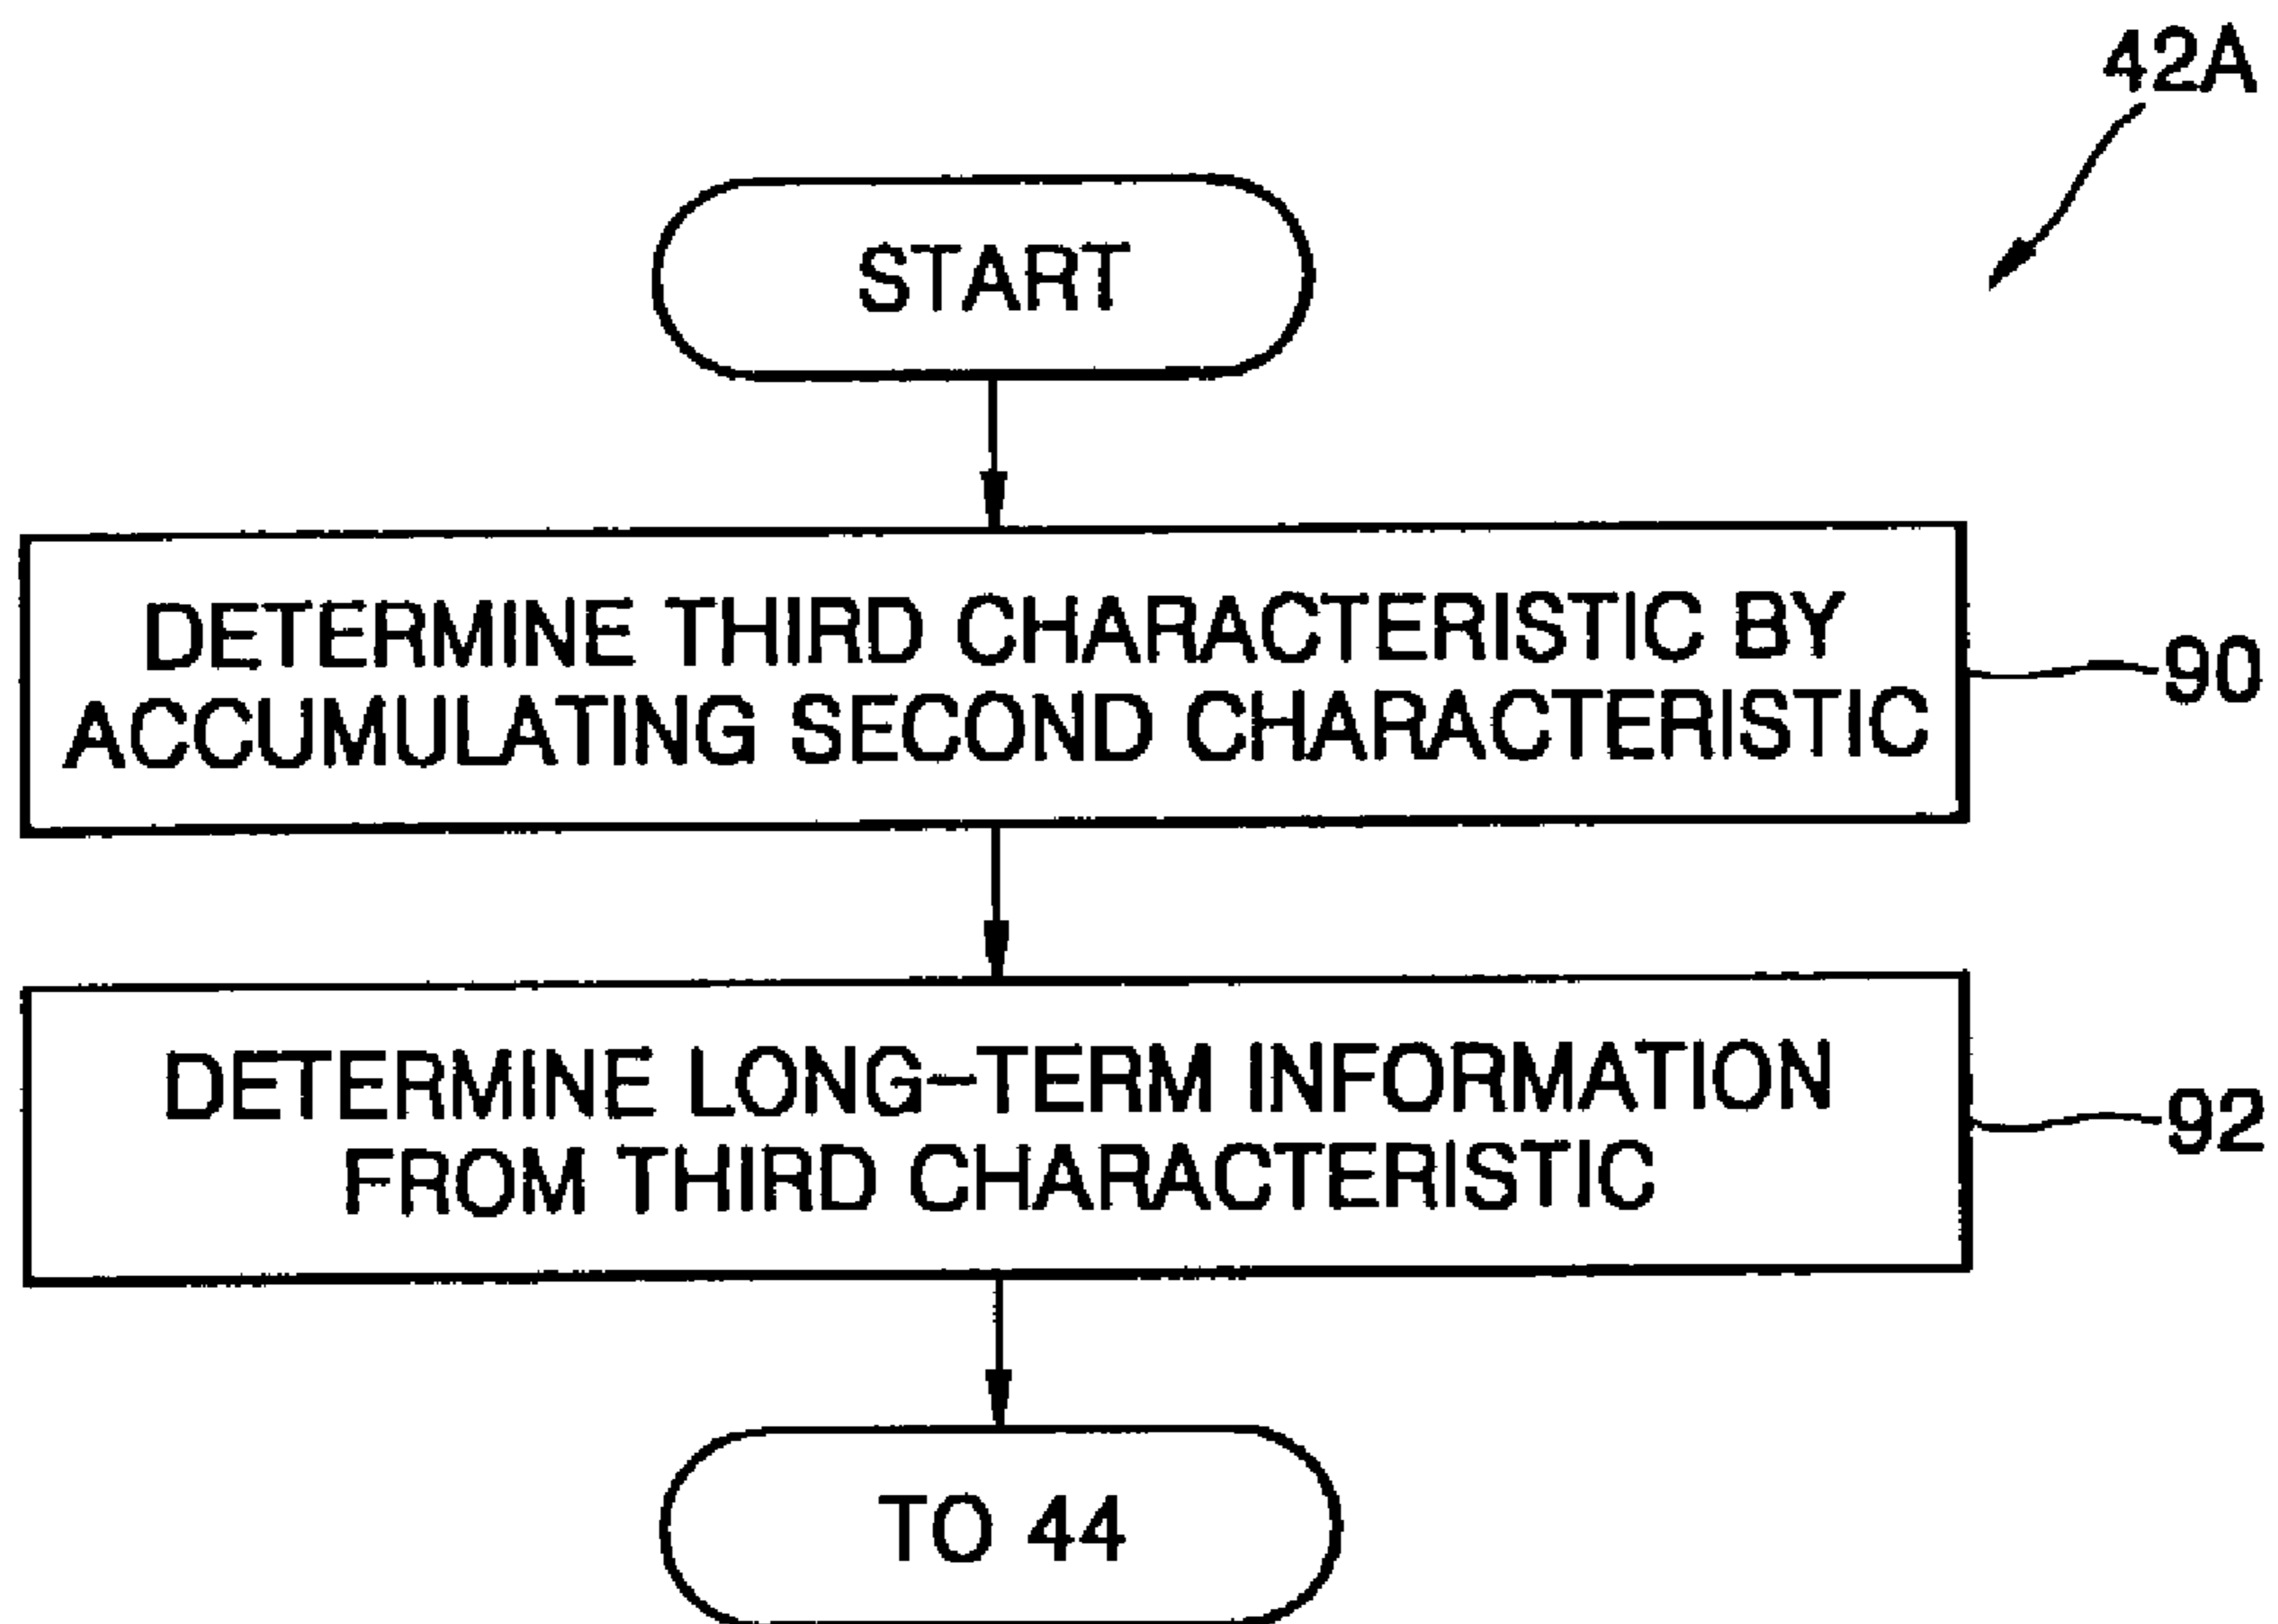 42A
START
DETERMINE THIRD CHARACTERISTIC BY
ACCUMULATING SECOND CHARACTERISTIC
90
DETERMINE LONG-TERM INFORMATION
FROM THIRD CHARACTERISTIC
92
TO 44